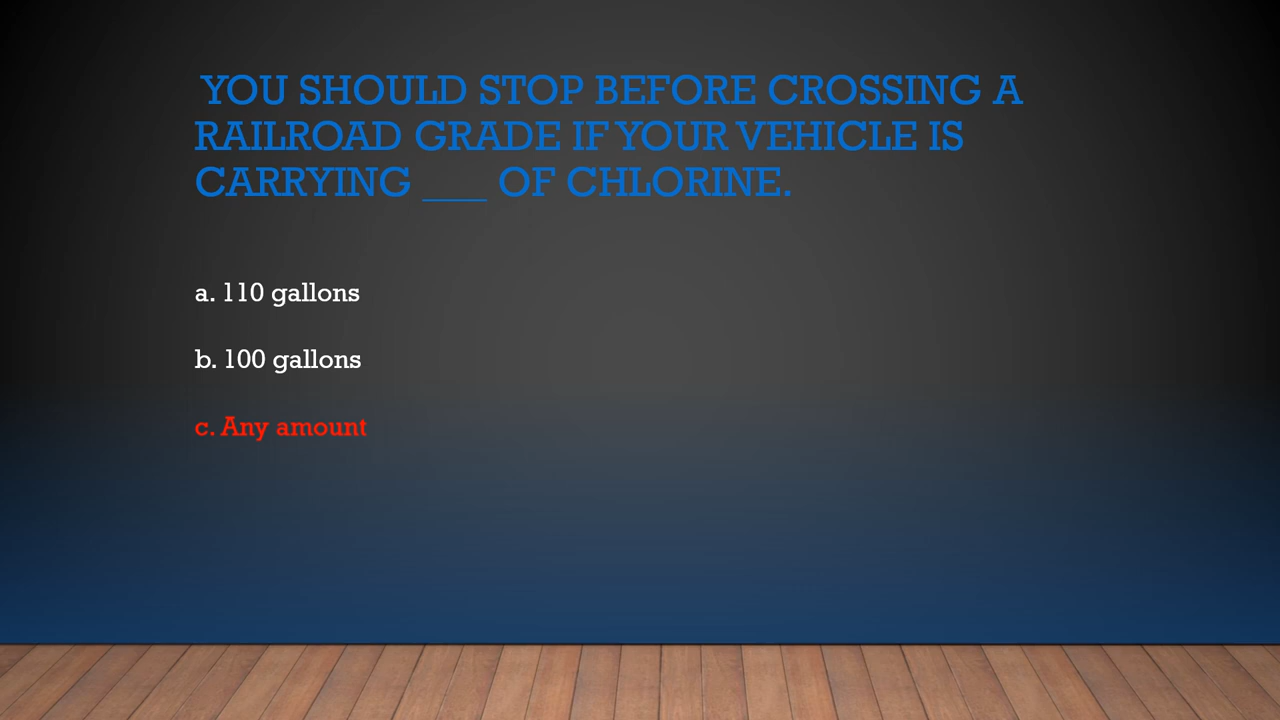 YOU SHOULD STOP BEFORE CROSSING A
RAILROAD GRADE IF YOUR VEHICLE IS
CARRYING ___ OF CHLORINE.
a. 110 gallons
b. 100 gallons
c. Any amount